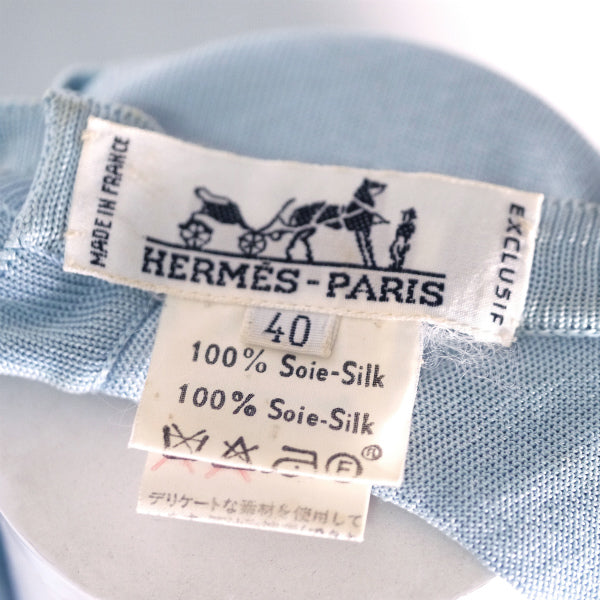 MADE IN FRANCE
HERMÈS-PARIS
EXCLUSIF
40
100% Soie-Silk
100% Soie-Silk
F
デリケートな素材を使用して